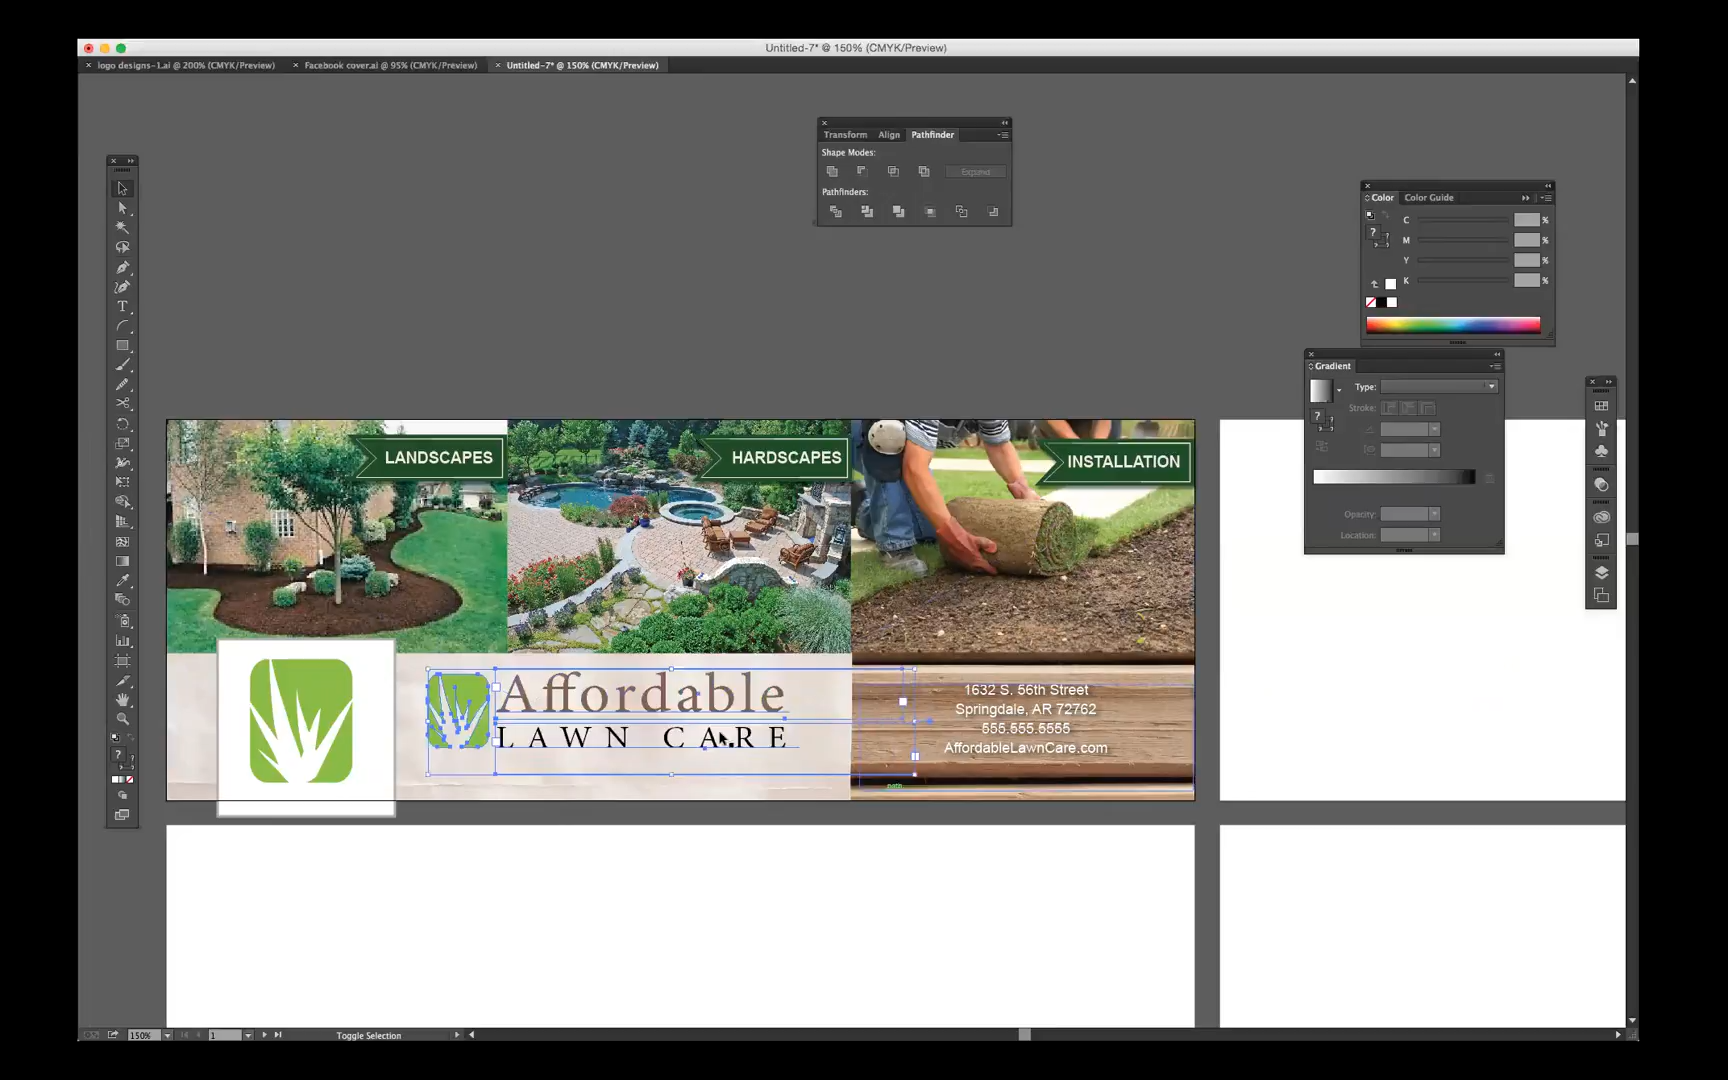 Untitled-7* @ 150% (CMYK/Preview)
logo designs-1.ai @ 200% (CMYK/Preview)
Facebook cover.ai @ 95% (CMYK/Preview)
Untitled-7* @ 150% (CMYK/Preview)
Transform Align Pathfinder
Shape Modes:
Expand
Pathfinders:
Color Color Guide
C %
M %
Y %
K %
Gradient
Type:
Stroke:
Opacity:
Location:
LANDSCAPES
HARDSCAPES
INSTALLATION
Affordable
LAWN CARE
1632 S. 56th Street
Springdale, AR 72762
555.555.5555
AffordableLawnCare.com
path
150%
1
Toggle Selection